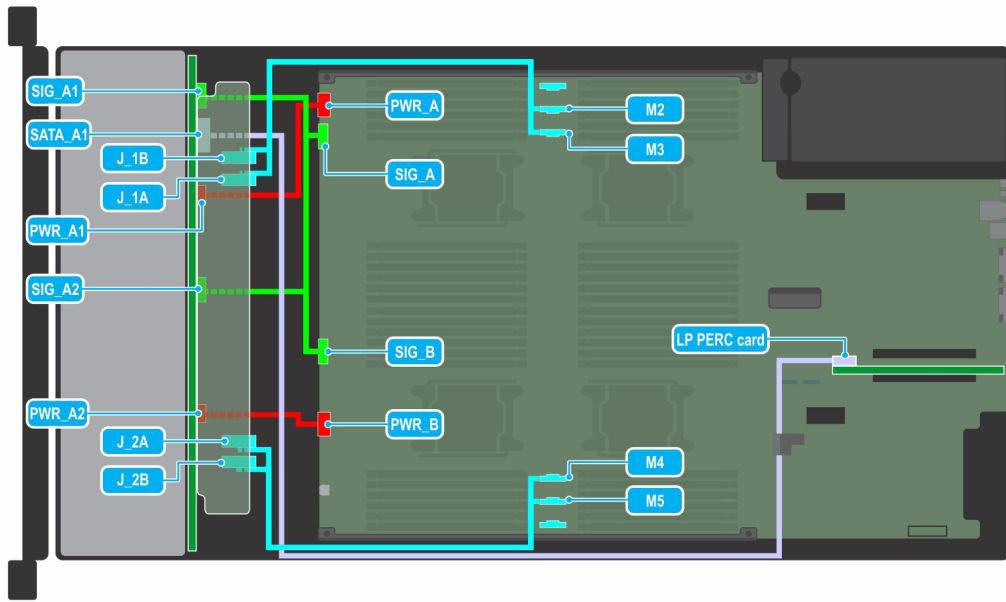 SIG_A1
SATA_A1
J_1B
J_1A
PWR_A1
SIG_A2
PWR_A2
J_2A
J_2B
PWR_A
SIG_A
SIG_B
PWR_B
M2
M3
M4
M5
LP PERC card